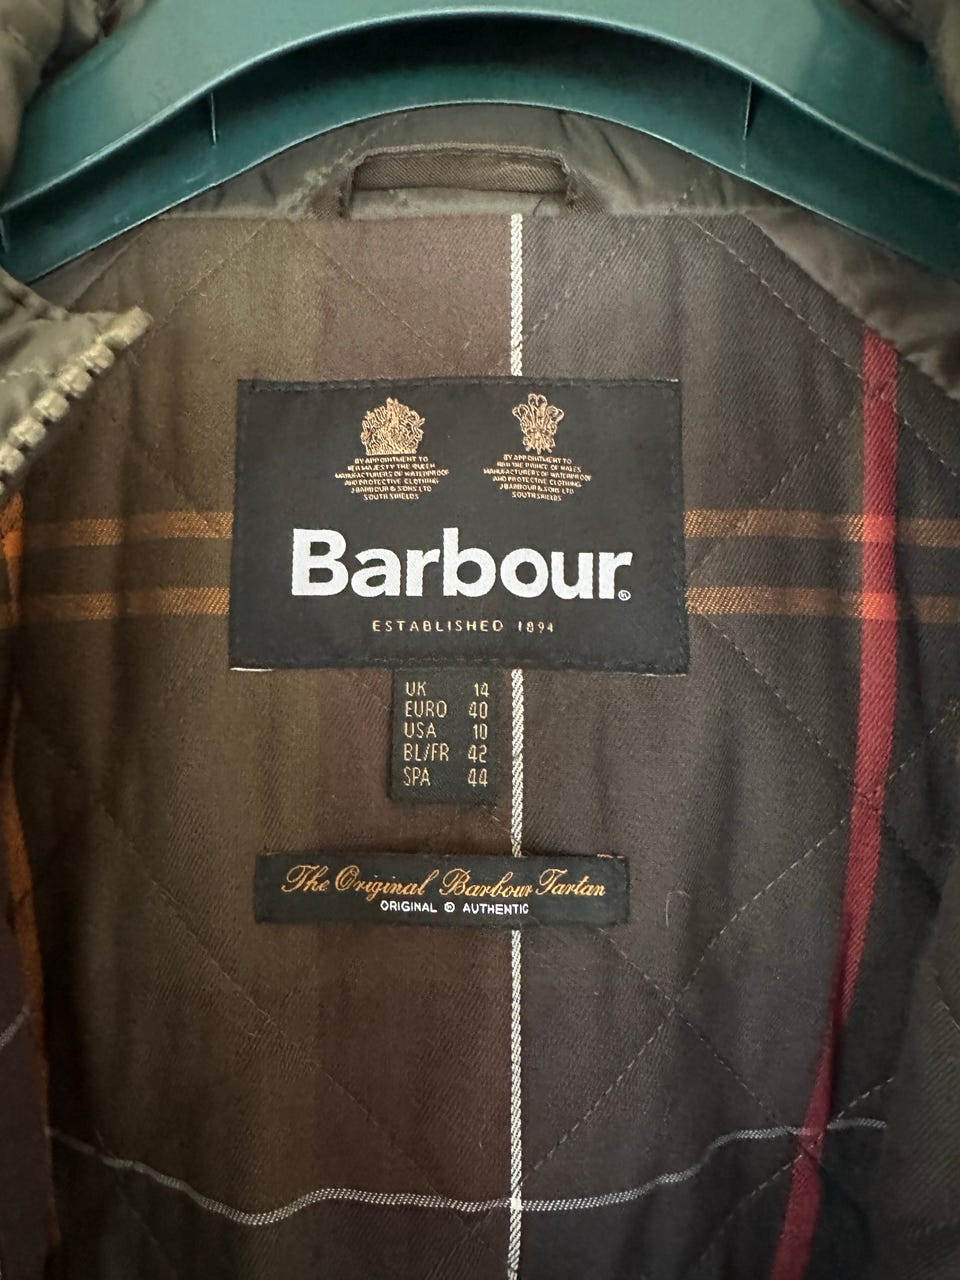 BY APPOINTMENT TO
HER MAJESTY THE QUEEN
MANUFACTURERS OF WATERPROOF
AND PROTECTIVE CLOTHING
J BARBOUR & SONS LTD
SOUTH SHIELDS
BY APPOINTMENT TO
HRH THE PRINCE OF WALES
MANUFACTURERS OF WATERPROOF
AND PROTECTIVE CLOTHING
J BARBOUR & SONS LTD
SOUTH SHIELDS
Barbour®
ESTABLISHED 1894
UK 14
EURO 40
USA 10
BL/FR 42
SPA 44
The Original Barbour Tartan
ORIGINAL © AUTHENTIC